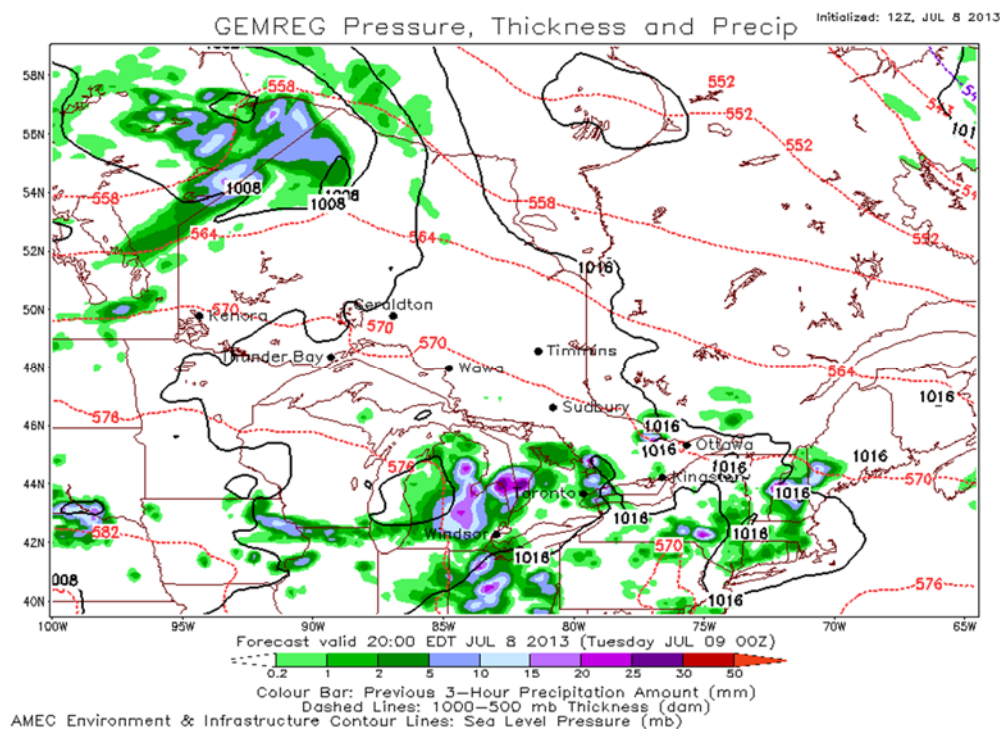 GEMREG Pressure, Thickness and Precip
Initialized: 12Z, JUL 8 2013
58N
56N
54N
52N
50N
48N
46N
44N
42N
40N
558
552
552
552
1008
1008
558
558
564
564
552
1016
570
Kenora
Geraldton
570
570
Thunder Bay
Wawa
Timmins
564
576
Sudbury
1016
1016
Ottawa
1016
1016
1016
576
Kingston
570
Toronto
1016
1016
1016
582
Windsor
1016
570
1016
576
008
100W
95W
90W
85W
80W
75W
70W
65W
Forecast valid 20:00 EDT JUL 8 2013 (Tuesday JUL 09 00Z)
0.2 1 2 5 10 15 20 25 30 50
Colour Bar: Previous 3-Hour Precipitation Amount (mm)
Dashed Lines: 1000-500 mb Thickness (dam)
AMEC Environment & Infrastructure Contour Lines: Sea Level Pressure (mb)